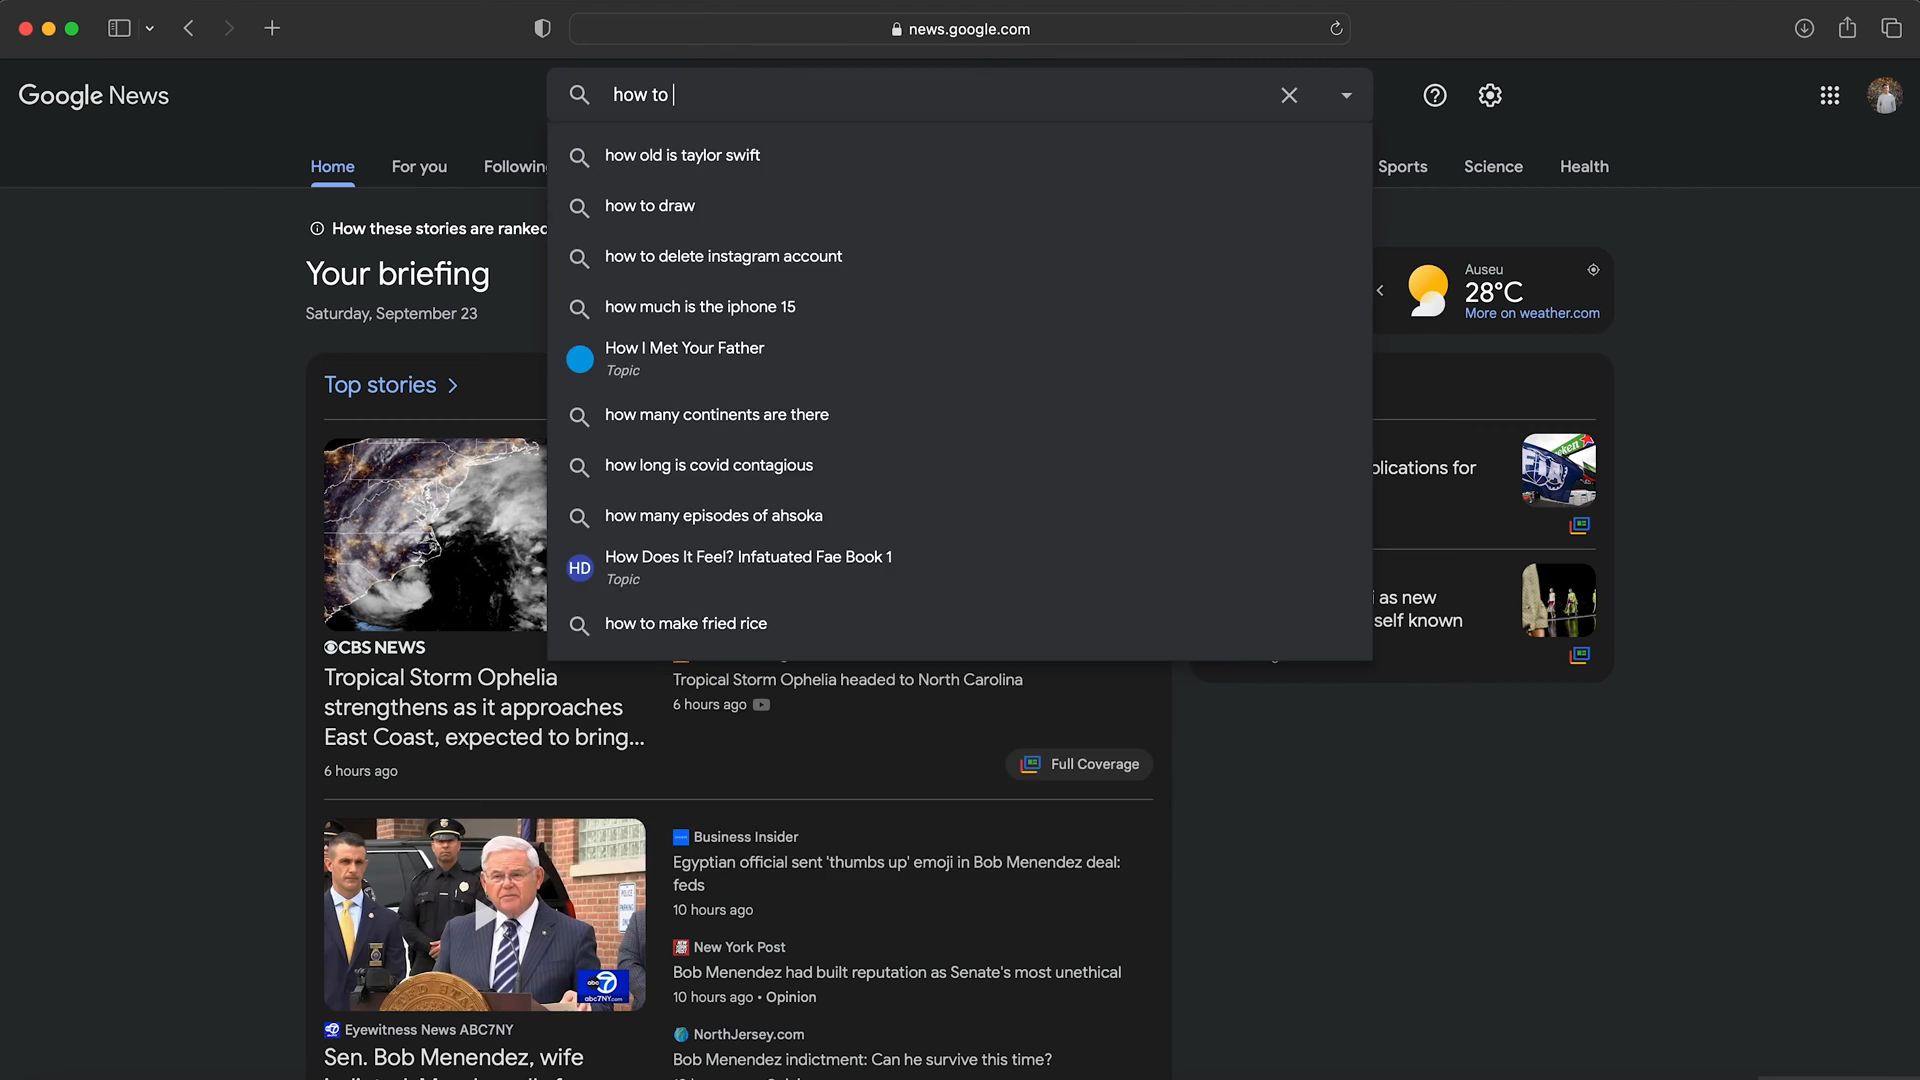 news.google.com
Google News
how to
how old is taylor swift
how to draw
how to delete instagram account
how much is the iphone 15
How I Met Your Father
Topic
how many continents are there
how long is covid contagious
how many episodes of ahsoka
HD
How Does It Feel? Infatuated Fae Book 1
Topic
how to make fried rice
Home
For you
Followin
Sports
Science
Health
How these stories are ranked
Your briefing
Saturday, September 23
Auseu
28°C
More on weather.com
Top stories
CBS NEWS
Tropical Storm Ophelia
strengthens as it approaches
East Coast, expected to bring...
6 hours ago
Tropical Storm Ophelia headed to North Carolina
6 hours ago
Full Coverage
plications for
as new
self known
Business Insider
Egyptian official sent 'thumbs up' emoji in Bob Menendez deal:
feds
10 hours ago
New York Post
Bob Menendez had built reputation as Senate's most unethical
10 hours ago • Opinion
NorthJersey.com
Bob Menendez indictment: Can he survive this time?
abc 7
abc7NY.com
Eyewitness News ABC7NY
Sen. Bob Menendez, wife